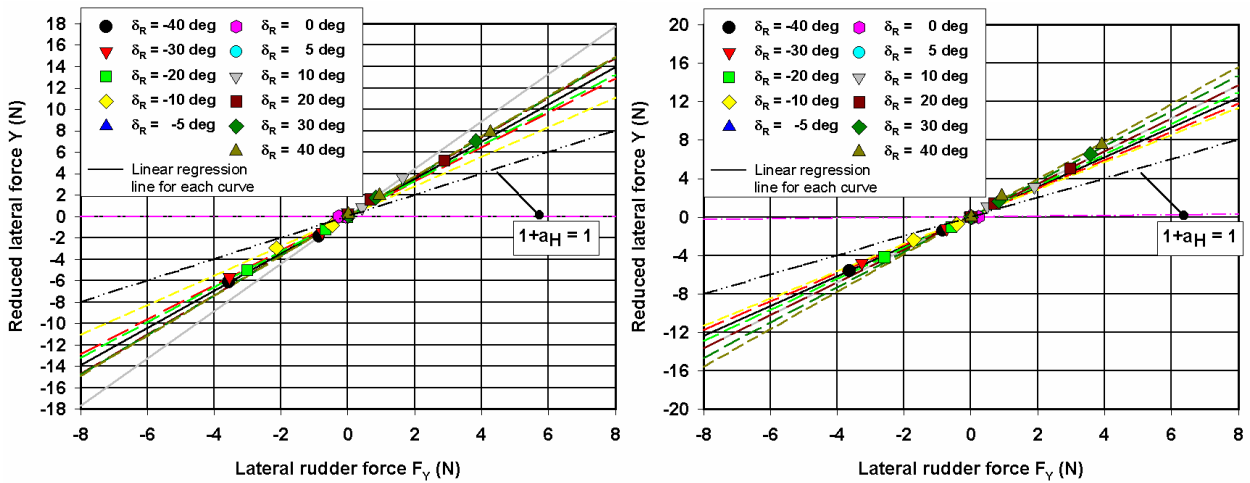 Reduced lateral force Y (N)
18
16
14
12
10
8
6
4
2
0
-2
-4
-6
-8
-10
-12
-14
-16
-18
δR = -40 deg
δR = -30 deg
δR = -20 deg
δR = -10 deg
δR = -5 deg
δR = 0 deg
δR = 5 deg
δR = 10 deg
δR = 20 deg
δR = 30 deg
δR = 40 deg
Linear regression
line for each curve
1+aH = 1
-8 -6 -4 -2 0 2 4 6 8
Lateral rudder force FY (N)
Reduced lateral force Y (N)
20
16
12
8
4
0
-4
-8
-12
-16
-20
δR = -40 deg
δR = -30 deg
δR = -20 deg
δR = -10 deg
δR = -5 deg
δR = 0 deg
δR = 5 deg
δR = 10 deg
δR = 20 deg
δR = 30 deg
δR = 40 deg
Linear regression
line for each curve
1+aH = 1
-8 -6 -4 -2 0 2 4 6 8
Lateral rudder force FY (N)